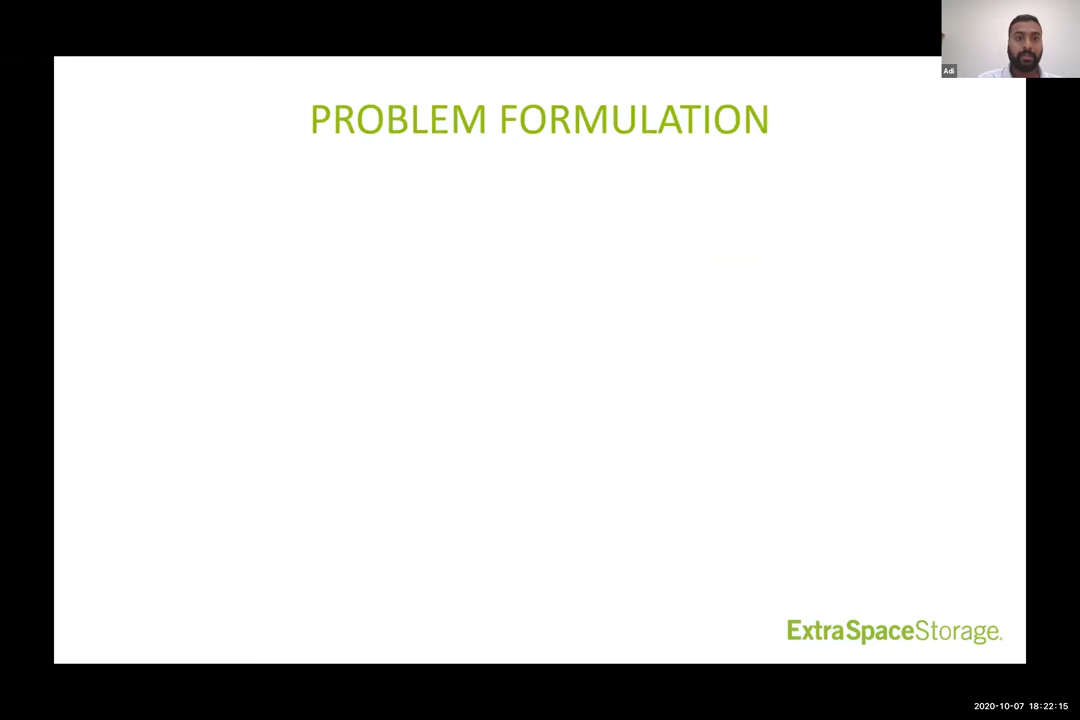 Adi
PROBLEM FORMULATION
ExtraSpaceStorage.
2020-10-07 18:22:15